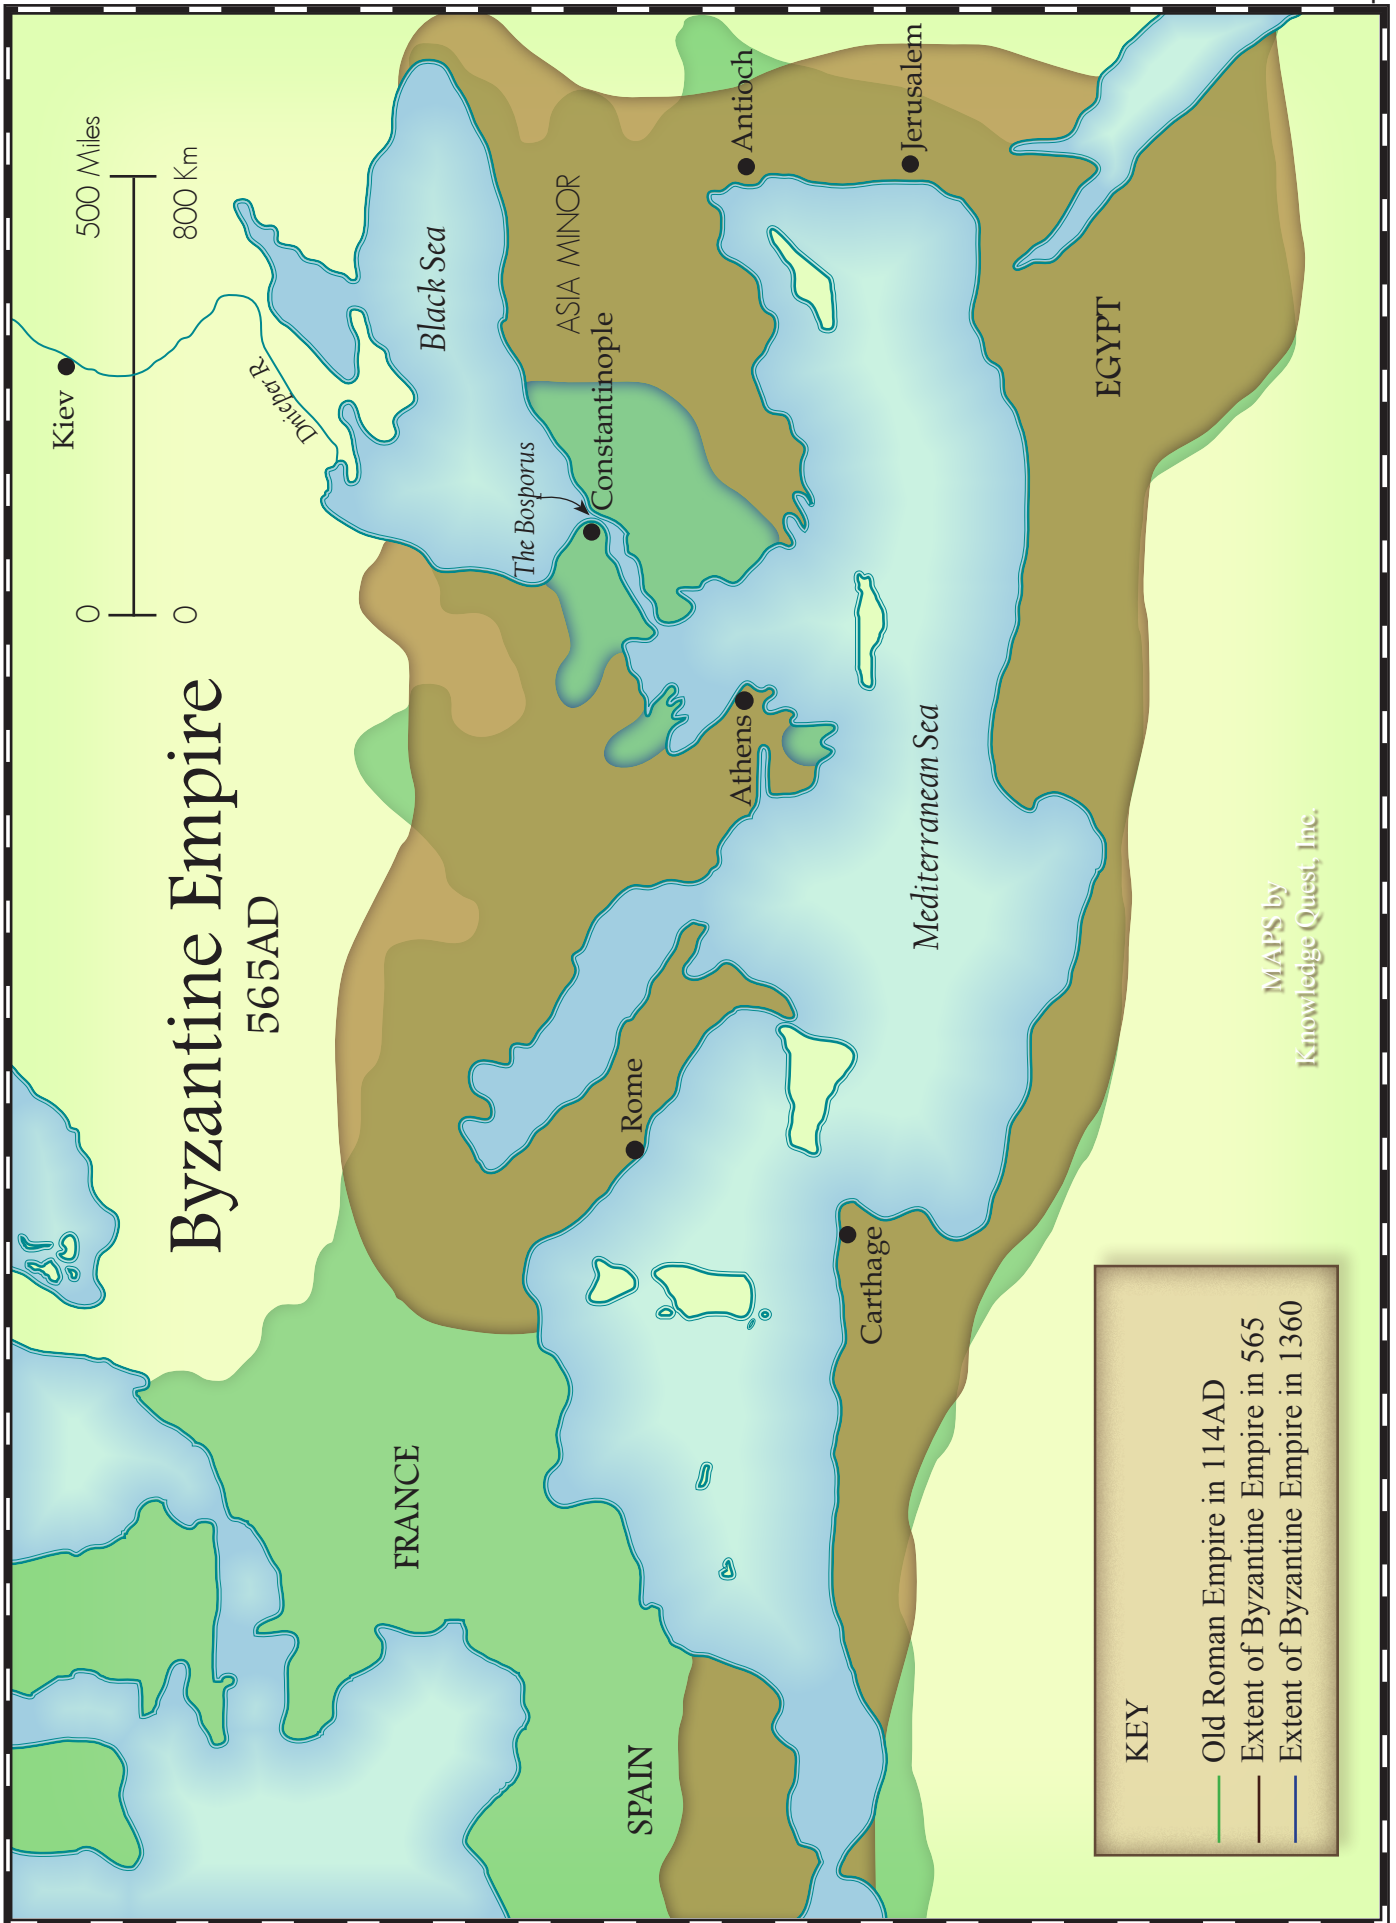 Byzantine Empire
565AD
0
500 Miles
0
800 Km
Kiev
Dnieper R.
Black Sea
The Bosporus
Constantinople
ASIA MINOR
Antioch
Jerusalem
FRANCE
SPAIN
Rome
Athens
Mediterranean Sea
Carthage
EGYPT
KEY
Old Roman Empire in 114AD
Extent of Byzantine Empire in 565
Extent of Byzantine Empire in 1360
MAPS by
Knowledge Quest, Inc.